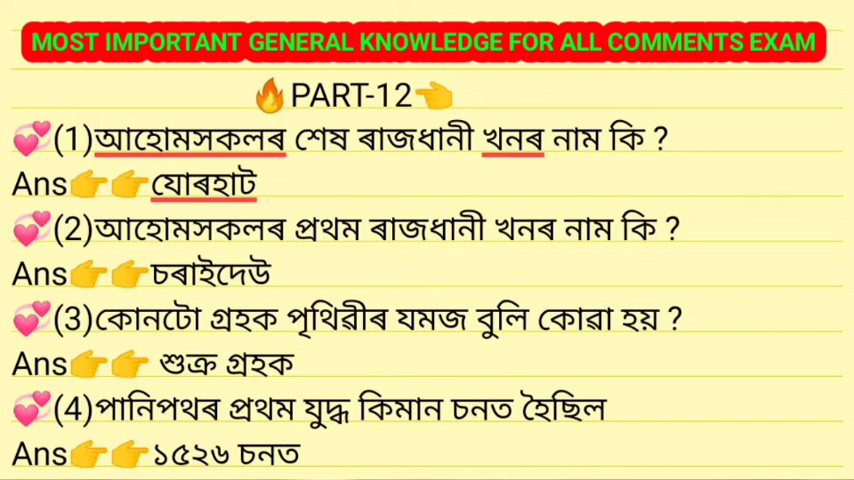 MOST IMPORTANT GENERAL KNOWLEDGE FOR ALL COMMENTS EXAM
🔥PART-12👈
💞(1)আহোমসকলৰ শেষ ৰাজধানী খনৰ নাম কি ?
Ans👉👉যোৰহাট
💞(2)আহোমসকলৰ প্ৰথম ৰাজধানী খনৰ নাম কি ?
Ans👉👉চৰাইদেউ
💞(3)কোনটো গ্ৰহক পৃথিৱীৰ যমজ বুলি কোৱা হয় ?
Ans👉👉 শুক্ৰ গ্ৰহক
💞(4)পানিপথৰ প্ৰথম যুদ্ধ কিমান চনত হৈছিল
Ans👉👉১৫২৬ চনত